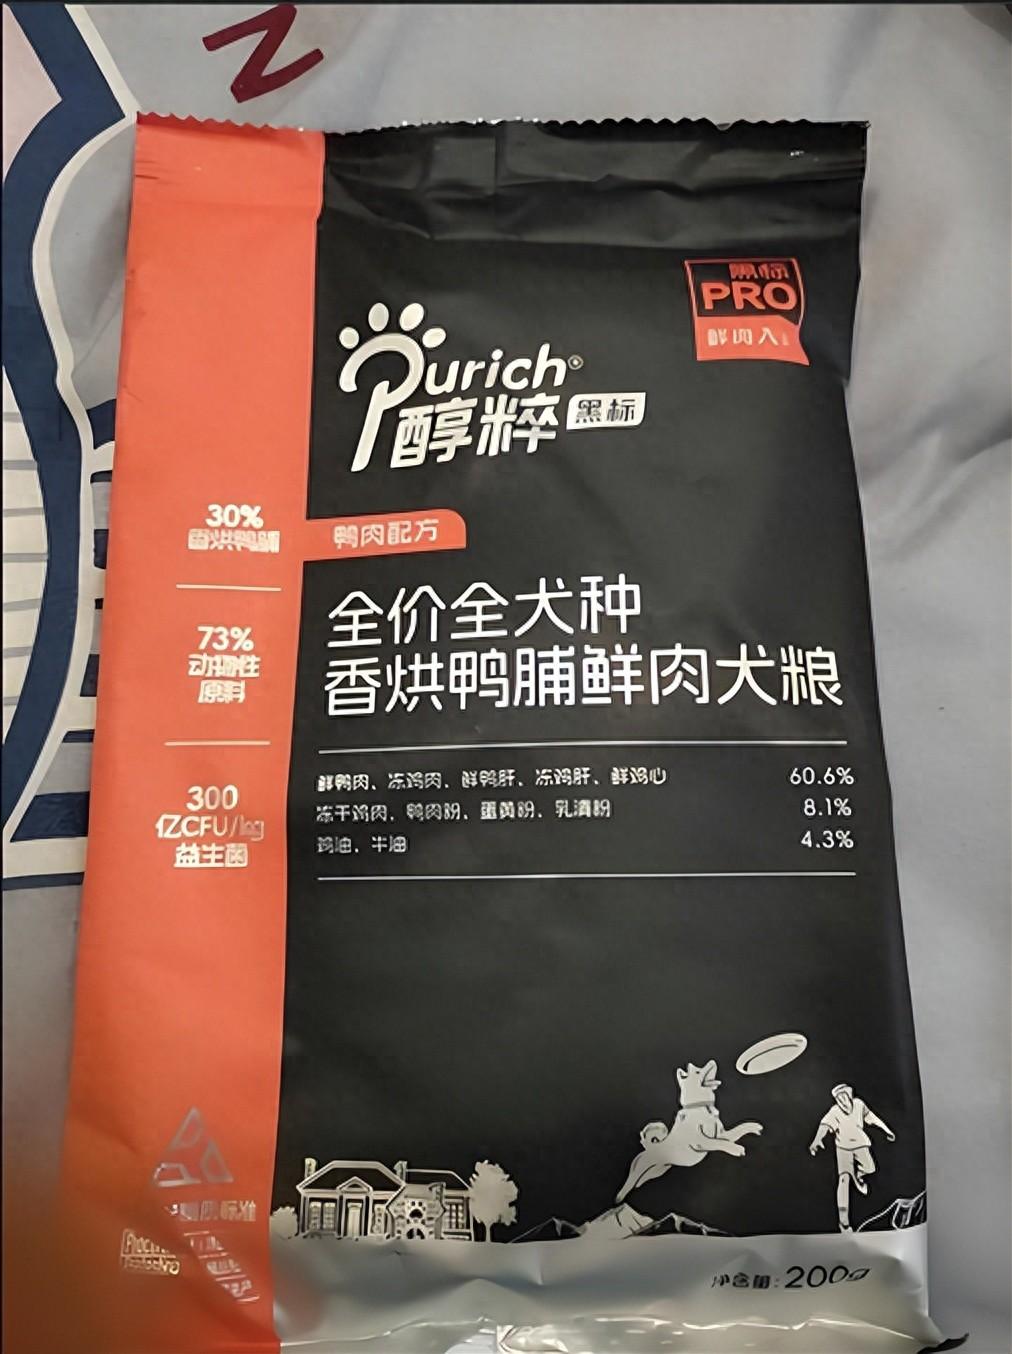 Z
黑标
PRO
鲜肉入
Purich®
醇粹 黑标
30%
香烘鸭脯
鸭肉配方
73%
动物性
原料
300
亿CFU/kg
益生菌
全价全犬种
香烘鸭脯鲜肉犬粮
鲜鸭肉、冻鸡肉、鲜鸭肝、冻鸡肝、鲜鸡心 60.6%
冻干鸡肉、鸭肉粉、蛋黄粉、乳清粉 8.1%
鸡油、牛油 4.3%
标准
净含量:200g